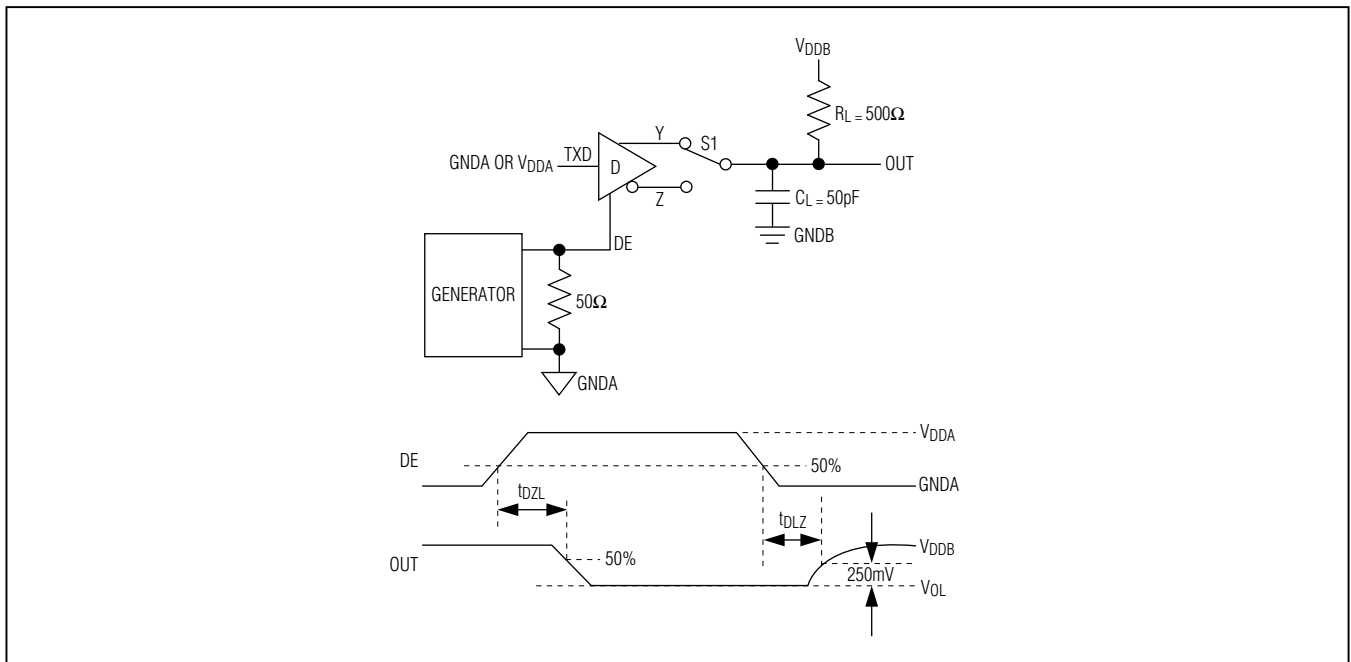 VDDB
RL = 500Ω
Y
S1
GNDA OR VDDA
TXD
D
OUT
Z
CL = 50pF
GNDB
DE
GENERATOR
50Ω
GNDA
VDDA
DE
50%
GNDA
tDZL
tDLZ
VDDB
OUT
50%
250mV
VOL